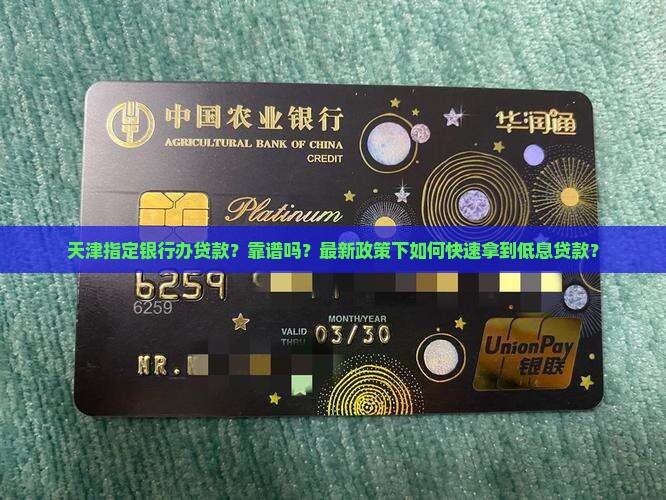 中国农业银行
AGRICULTURAL BANK OF CHINA
CREDIT
华润通
Platinum
天津指定银行办贷款？靠谱吗？最新政策下如何快速拿到低息贷款？
6259
6259
MONTH/YEAR
VALID THRU 03/30
MR.
UnionPay
银联